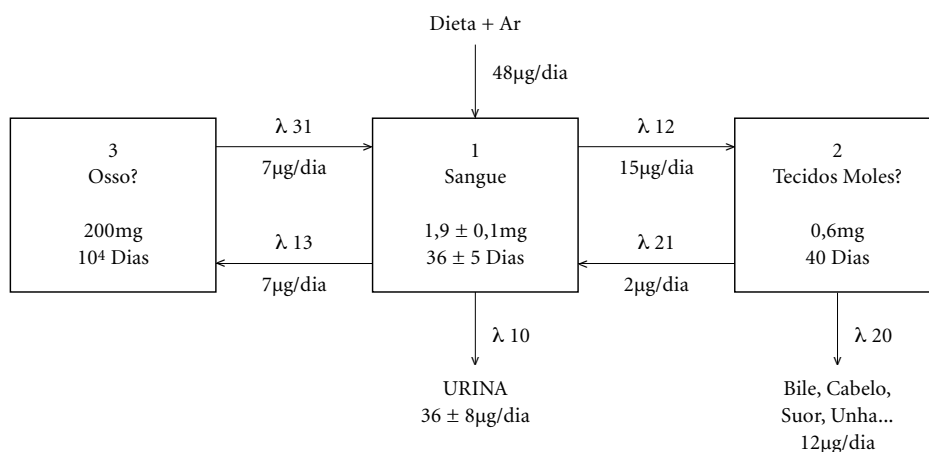 Dieta + Ar
48µg/dia
3
Osso?
200mg
10⁴ Dias
λ 31
7µg/dia
λ 13
7µg/dia
1
Sangue
1,9 ± 0,1mg
36 ± 5 Dias
λ 12
15µg/dia
λ 21
2µg/dia
2
Tecidos Moles?
0,6mg
40 Dias
λ 10
URINA
36 ± 8µg/dia
λ 20
Bile, Cabelo,
Suor, Unha...
12µg/dia